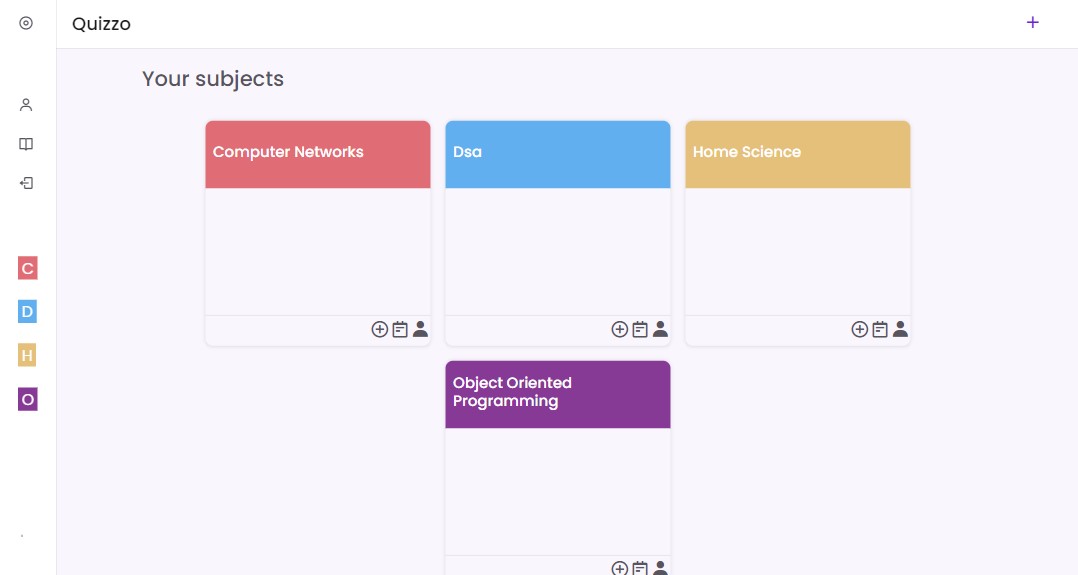 Quizzo
Your subjects
Computer Networks
Dsa
Home Science
C
D
H
O
Object Oriented
Programming